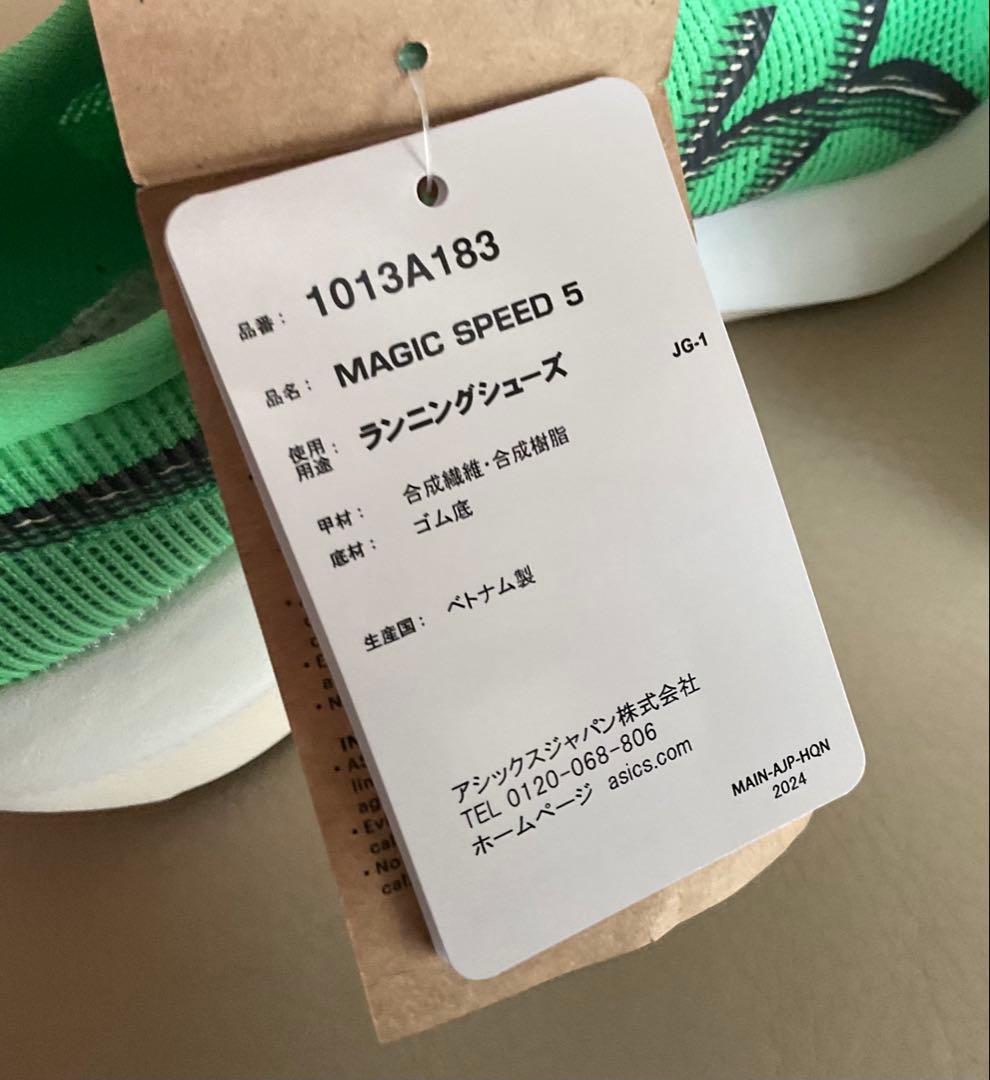 品番： 1013A183
品名： MAGIC SPEED 5
JG-1
使用 ： ランニングシューズ
用途
甲材： 合成繊維・合成樹脂
底材： ゴム底
生産国： ベトナム製
アシックスジャパン株式会社
TEL 0120-068-806
ホームページ asics.com
MAIN-AJP-HQN
2024